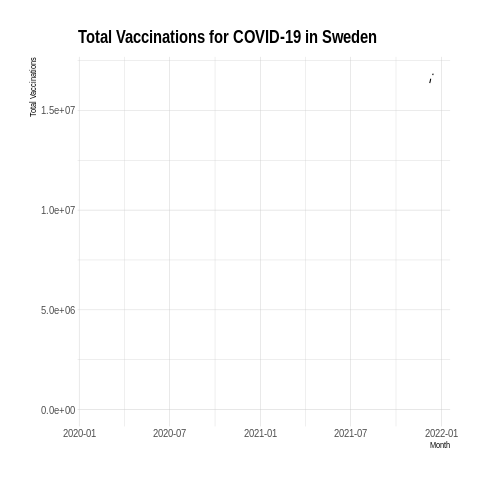 Total Vaccinations for COVID-19 in Sweden
Total Vaccinations
1.5e+07
1.0e+07
5.0e+06
0.0e+00
2020-01 2020-07 2021-01 2021-07 2022-01
Month